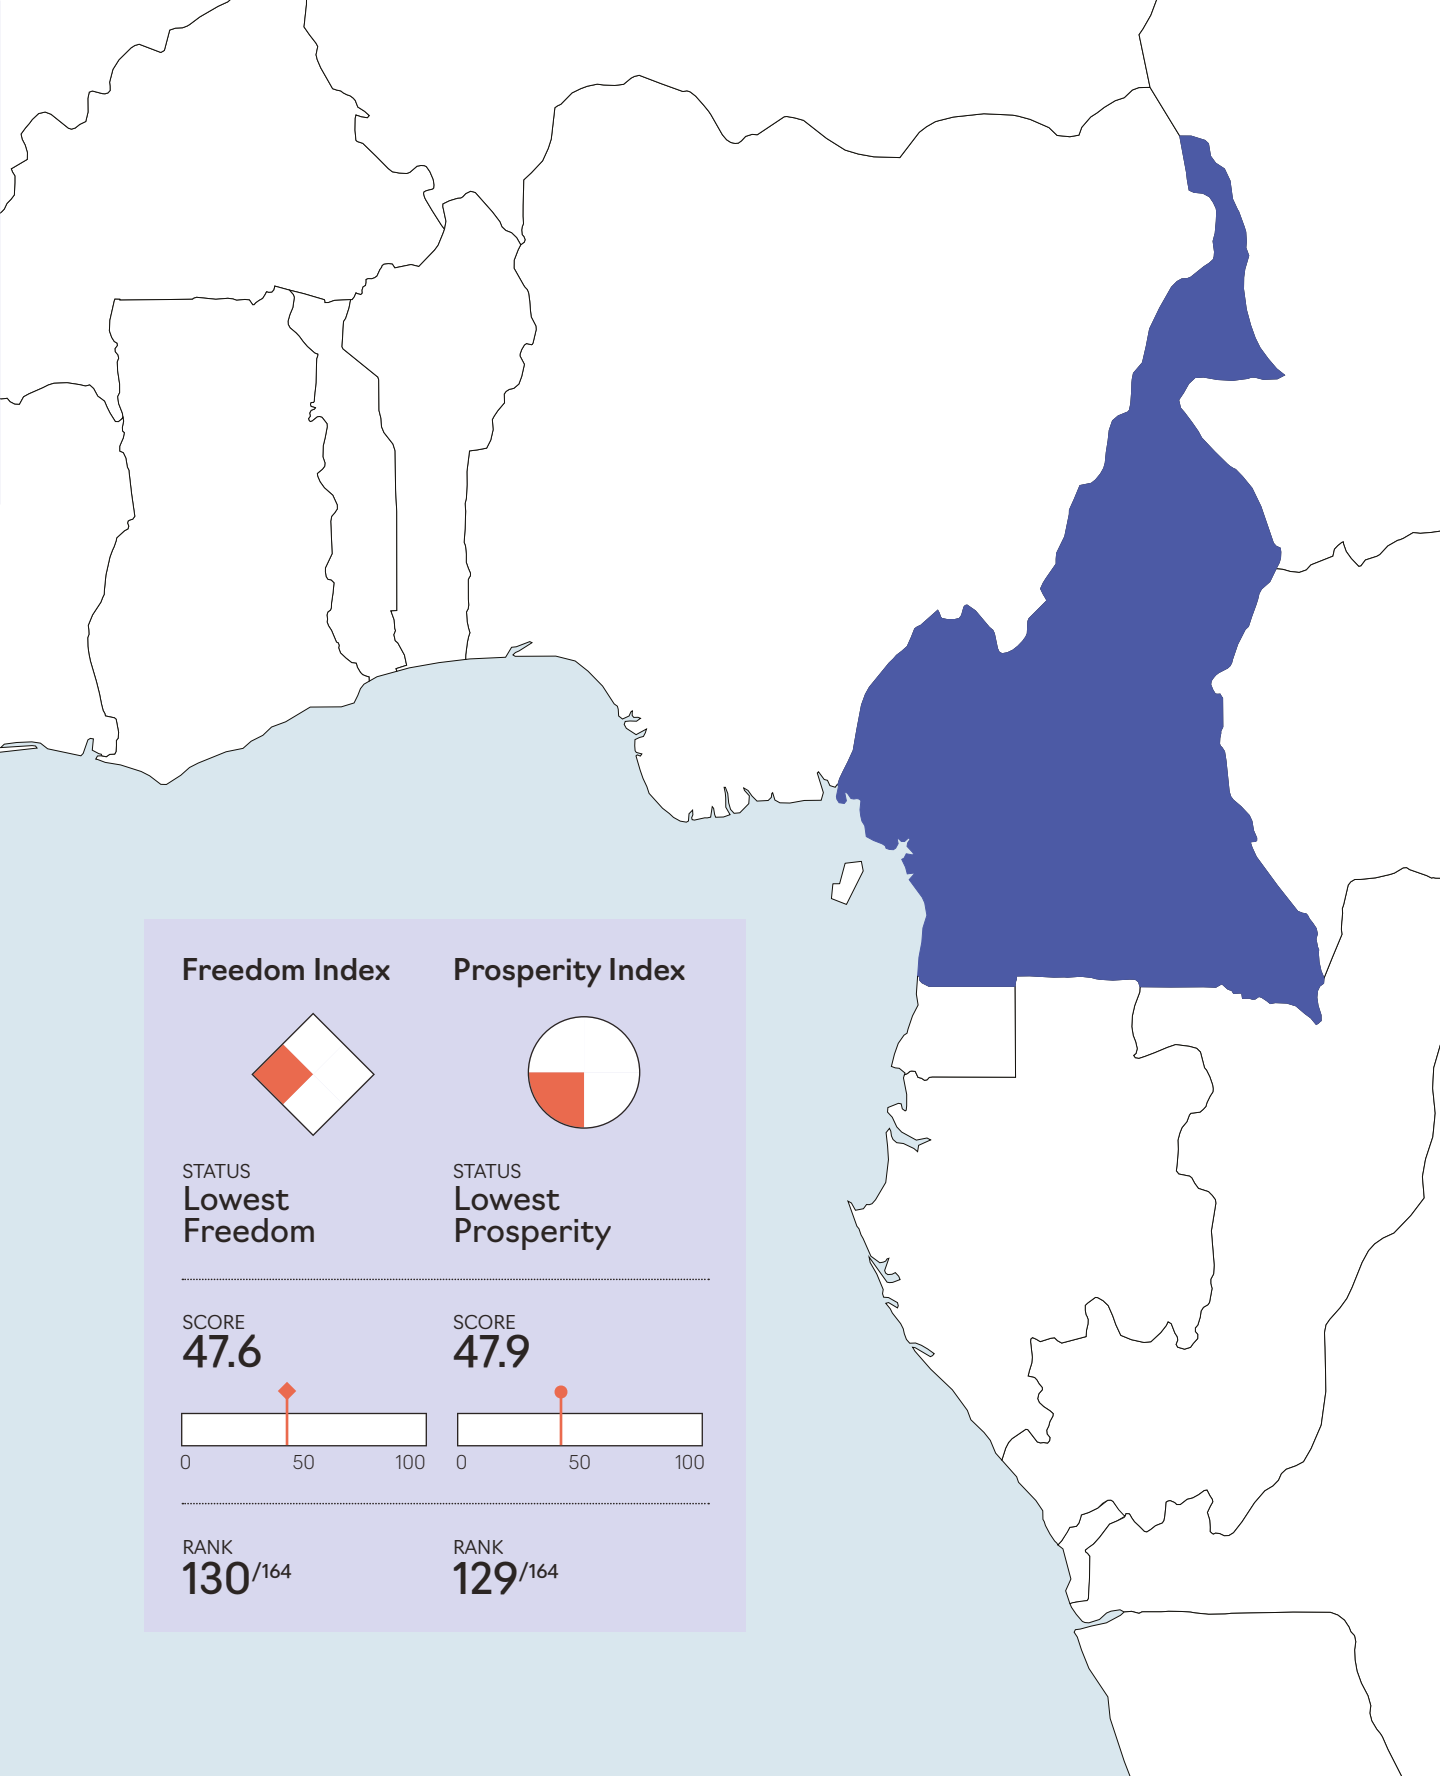 Freedom Index
Prosperity Index
STATUS
Lowest
Freedom
STATUS
Lowest
Prosperity
SCORE
47.6
SCORE
47.9
0 50 100
0 50 100
RANK
130/164
RANK
129/164